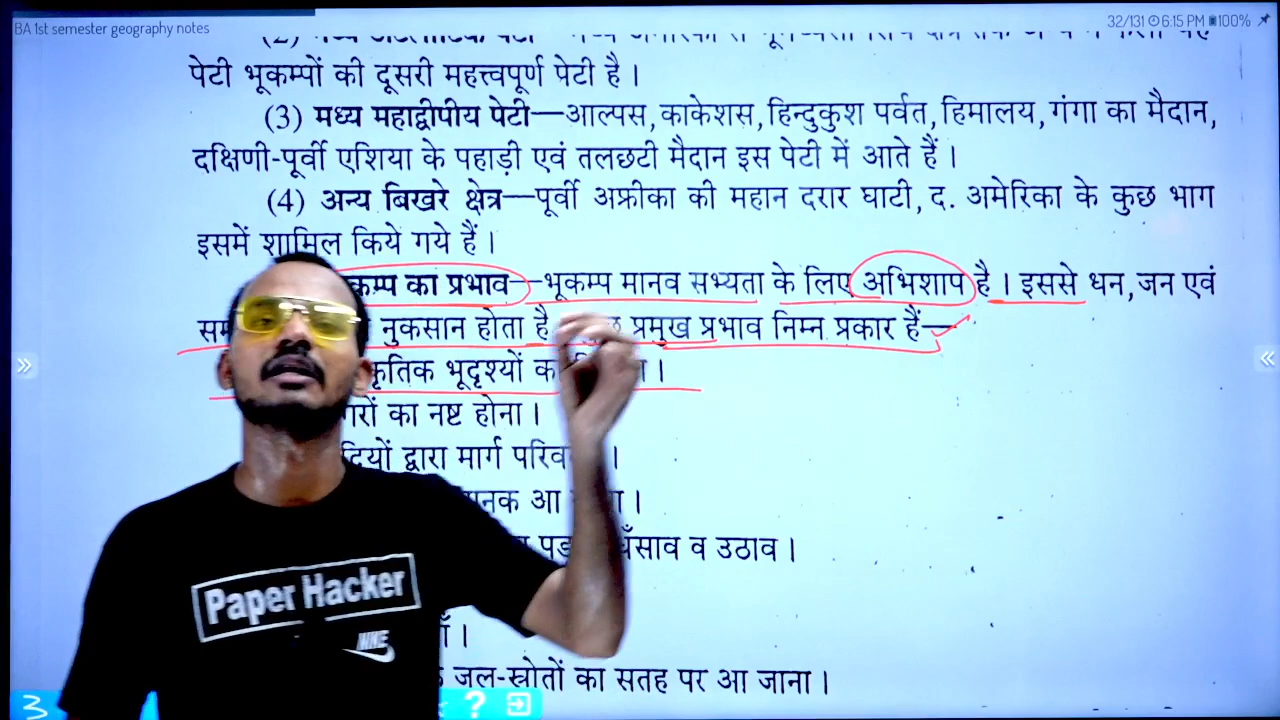 BA 1st semester geography notes
32/131 6:15 PM 100%
पेटी भूकम्पों की दूसरी महत्त्वपूर्ण पेटी है।
(3) मध्य महाद्वीपीय पेटी—आल्पस, काकेशस, हिन्दुकुश पर्वत, हिमालय, गंगा का मैदान,
दक्षिणी-पूर्वी एशिया के पहाड़ी एवं तलछटी मैदान इस पेटी में आते हैं।
(4) अन्य बिखरे क्षेत्र—पूर्वी अफ्रीका की महान दरार घाटी, द. अमेरिका के कुछ भाग
इसमें शामिल किये गये हैं।
कम्प का प्रभाव—भूकम्प मानव सभ्यता के लिए अभिशाप है। इससे धन, जन एवं
नुकसान होता है प्रमुख प्रभाव निम्न प्रकार हैं—
भूदृश्यों
का नष्ट होना।
द्वारा मार्ग
आ
व उठाव।
जल-स्रोतों का सतह पर आ जाना।
Paper Hacker
NIKE
?